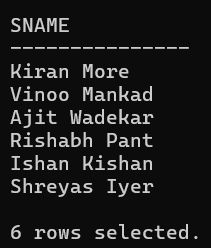 SNAME
---------------
Kiran More
Vinoo Mankad
Ajit Wadekar
Rishabh Pant
Ishan Kishan
Shreyas Iyer
6 rows selected.